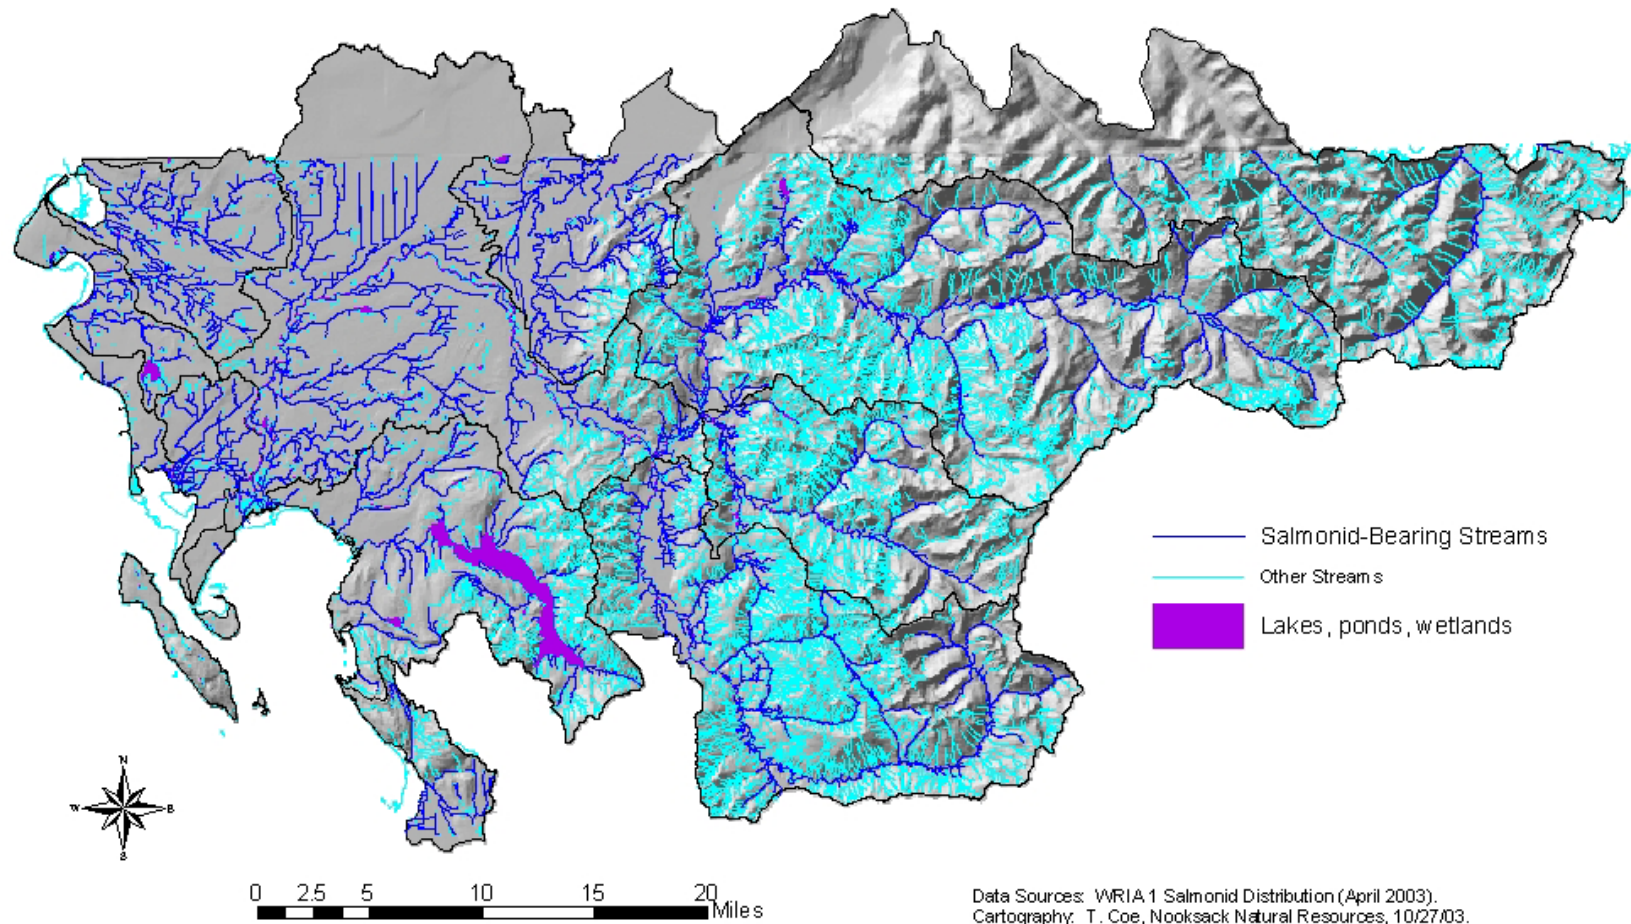 Salmonid-Bearing Streams
Other Streams
Lakes, ponds, wetlands
N
W E
S
0 2.5 5 10 15 20
Miles
Data Sources: WRIA 1 Salmonid Distribution (April 2003).
Cartography: T. Coe, Nooksack Natural Resources, 10/27/03.